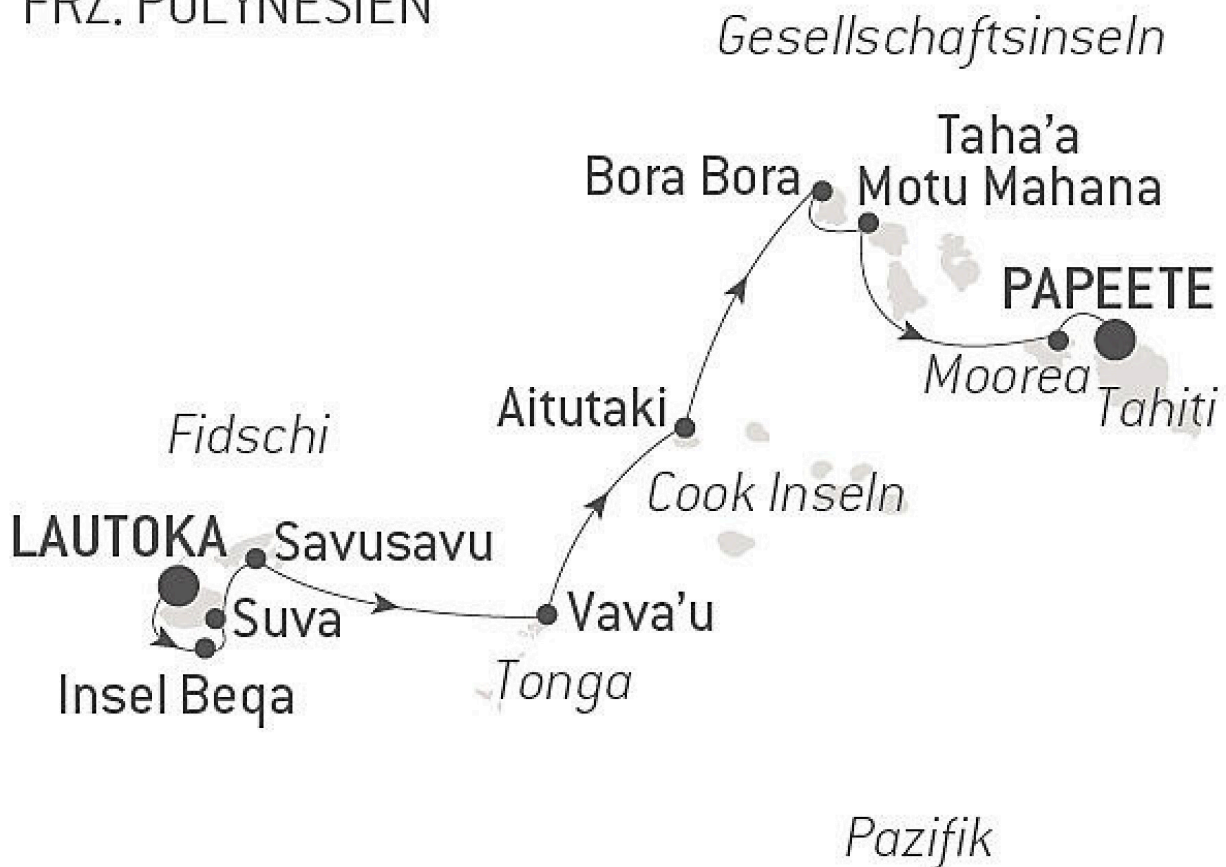 FRZ. POLYNESIEN
Gesellschaftsinseln
Taha’a
Bora Bora
Motu Mahana
PAPEETE
Moorea
Tahiti
Aitutaki
Fidschi
Cook Inseln
LAUTOKA
Savusavu
Suva
Vava’u
Tonga
Insel Beqa
Pazifik